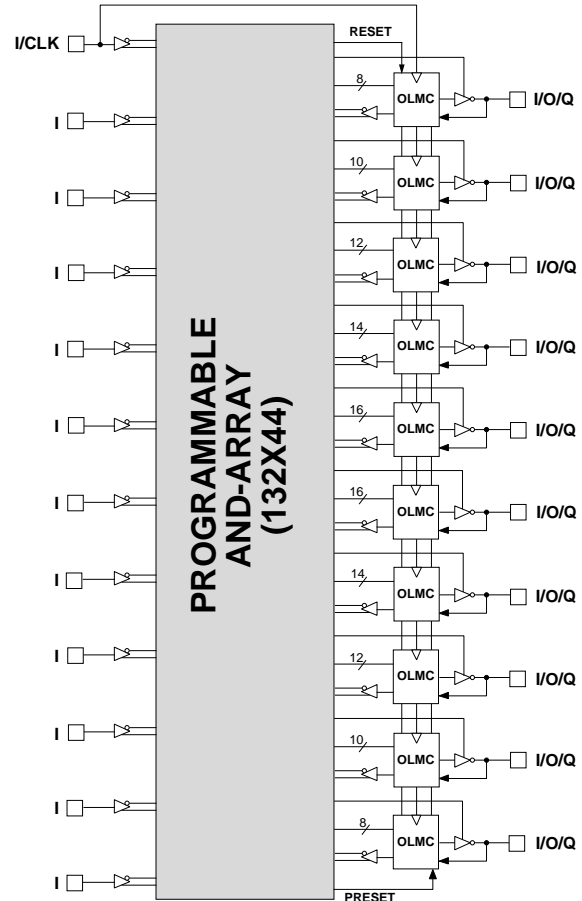 RESET
I/CLK
8
OLMC
I/O/Q
I
10
OLMC
I/O/Q
I
12
OLMC
I/O/Q
I
14
OLMC
I/O/Q
I
16
OLMC
I/O/Q
I
16
OLMC
I/O/Q
I
14
OLMC
I/O/Q
I
12
OLMC
I/O/Q
I
10
OLMC
I/O/Q
I
8
OLMC
I/O/Q
I
I
PRESET
PROGRAMMABLE
AND-ARRAY
(132X44)